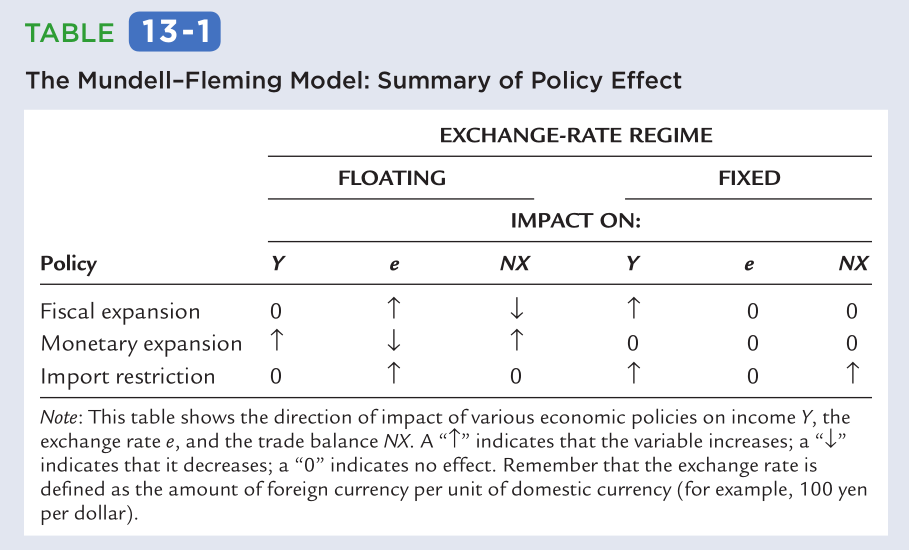 TABLE 13-1
The Mundell–Fleming Model: Summary of Policy Effect
EXCHANGE-RATE REGIME
FLOATING FIXED
IMPACT ON:
Policy Y e NX Y e NX
Fiscal expansion 0 ↑ ↓ ↑ 0 0
Monetary expansion ↑ ↓ ↑ 0 0 0
Import restriction 0 ↑ 0 ↑ 0 ↑
Note: This table shows the direction of impact of various economic policies on income Y, the
exchange rate e, and the trade balance NX. A “↑” indicates that the variable increases; a “↓”
indicates that it decreases; a “0” indicates no effect. Remember that the exchange rate is
defined as the amount of foreign currency per unit of domestic currency (for example, 100 yen
per dollar).